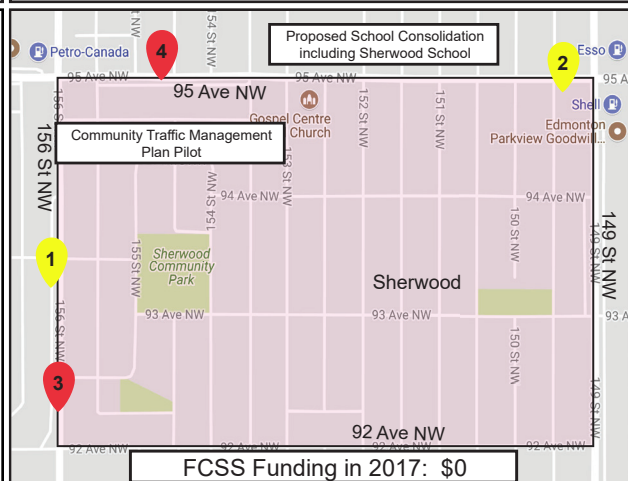 154 St NW
Proposed School Consolidation
including Sherwood School
Petro-Canada
4
Esso
2
95 Ave NW
95 Ave NW
95 Ave NW
Shell
Gospel Centre
Church
152 St NW
151 St NW
Edmonton
Parkview Goodwill...
Community Traffic Management
Plan Pilot
156 St NW
153 St NW
154 St NW
94 Ave NW
94 Ave NW
149 St NW
149 St NW
150 St NW
155 St NW
Sherwood
Community
Park
1
Sherwood
156 St NW
93 Ave NW
93 Ave NW
93 A
150 St NW
3
149 St NW
92 Ave NW
92 Ave NW
92 Ave NW
92 Ave NW
92 Ave NW
FCSS Funding in 2017: $0